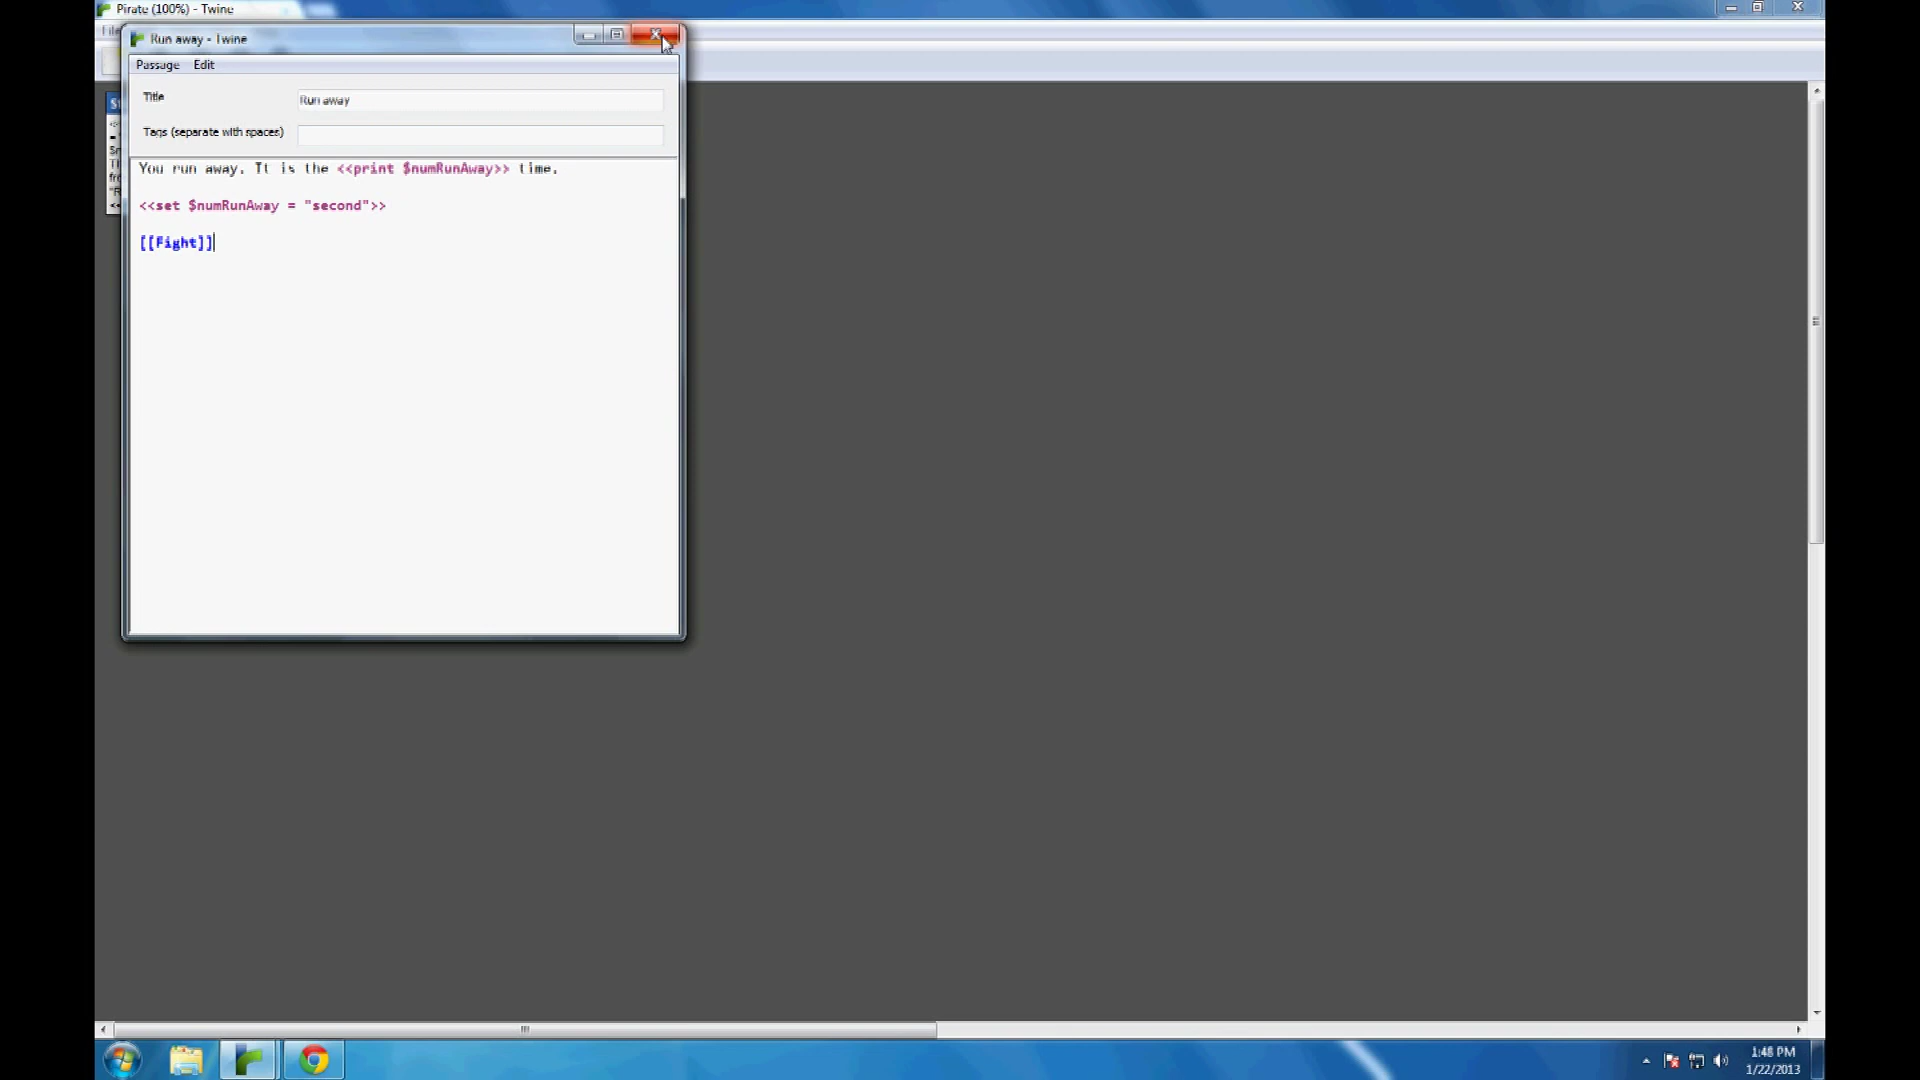 Pirate (100%) - Twine
Run away - Twine
Passage Edit
Title Run away
Tags (separate with spaces)
You run away. It is the <<print $numRunAway>> time.
<<set $numRunAway = "second">>
[[Fight]]
1:48 PM
1/22/2013